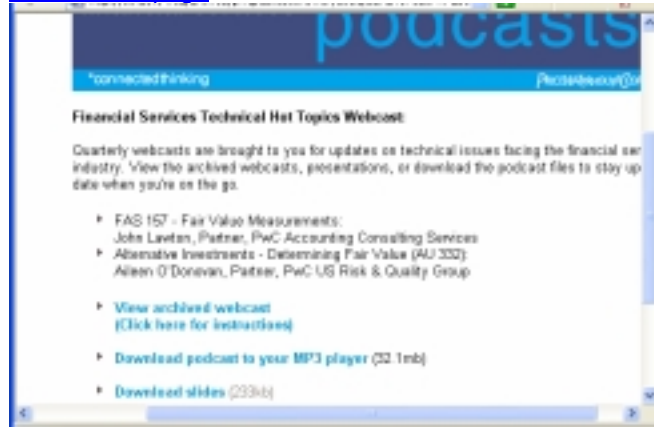 podcasts
*connectedthinking
Financial Services Technical Hot Topics Webcast:
Quarterly webcasts are brought to you for updates on technical issues facing the financial ser
industry. View the archived webcasts, presentations, or download the podcast files to stay up
date when you're on the go.
FAS 157 - Fair Value Measurements:
John Lawton, Partner, PwC Accounting Consulting Services
Alternative Investments - Determining Fair Value (AU 332):
Aileen O'Donovan, Partner, PwC US Risk & Quality Group
View archived webcast
(Click here for instructions)
Download podcast to your MP3 player (32.1mb)
Download slides (233kb)